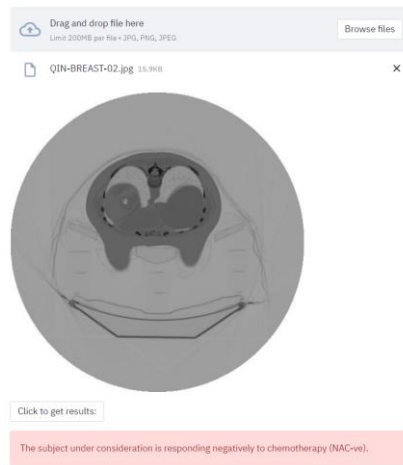 Drag and drop file here
Limit 200MB per file • JPG, PNG, JPEG
Browse files
QIN-BREAST-02.jpg 15.9KB
Click to get results:
The subject under consideration is responding negatively to chemotherapy (NAC-ve).